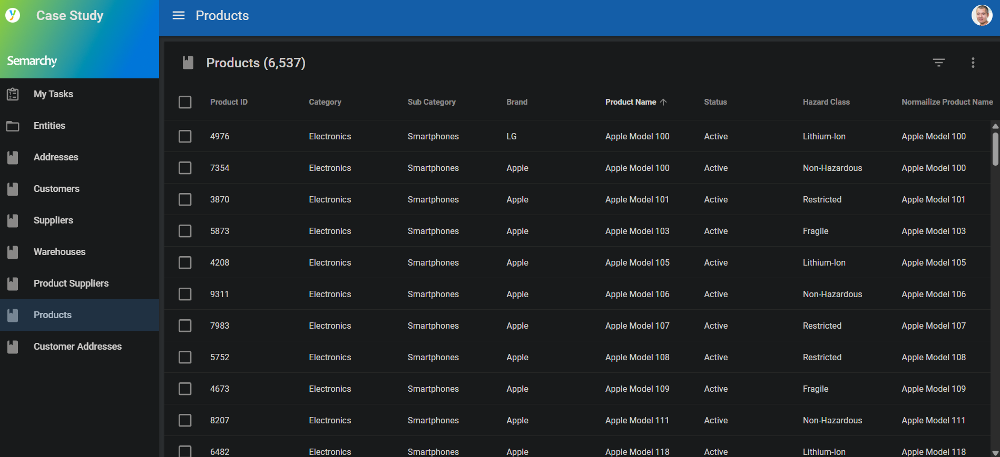 Case Study
Semarchy
My Tasks
Entities
Addresses
Customers
Suppliers
Warehouses
Product Suppliers
Products
Customer Addresses
Products
Products (6,537)
Product ID Category Sub Category Brand Product Name Status Hazard Class Normailize Product Name
4976 Electronics Smartphones LG Apple Model 100 Active Lithium-Ion Apple Model 100
7354 Electronics Smartphones Apple Apple Model 100 Active Non-Hazardous Apple Model 100
3870 Electronics Smartphones Apple Apple Model 101 Active Restricted Apple Model 101
5873 Electronics Smartphones Apple Apple Model 103 Active Fragile Apple Model 103
4208 Electronics Smartphones Apple Apple Model 105 Active Lithium-Ion Apple Model 105
9311 Electronics Smartphones Apple Apple Model 106 Active Non-Hazardous Apple Model 106
7983 Electronics Smartphones Apple Apple Model 107 Active Restricted Apple Model 107
5752 Electronics Smartphones Apple Apple Model 108 Active Restricted Apple Model 108
4673 Electronics Smartphones Apple Apple Model 109 Active Fragile Apple Model 109
8207 Electronics Smartphones Apple Apple Model 111 Active Non-Hazardous Apple Model 111
6482 Electronics Smartphones Apple Apple Model 118 Active Lithium-Ion Apple Model 118